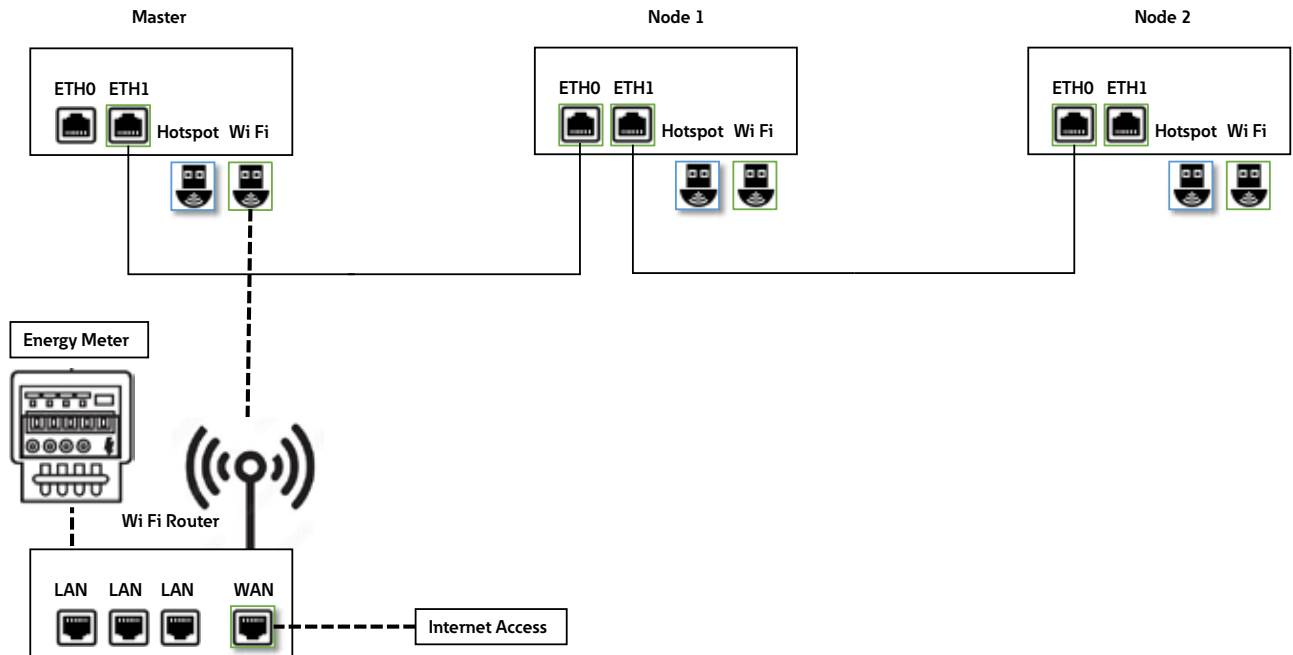 Master
Node 1
Node 2
ETH0 ETH1
Hotspot Wi Fi
ETH0 ETH1
Hotspot Wi Fi
ETH0 ETH1
Hotspot Wi Fi
Energy Meter
Wi Fi Router
LAN LAN LAN WAN
Internet Access